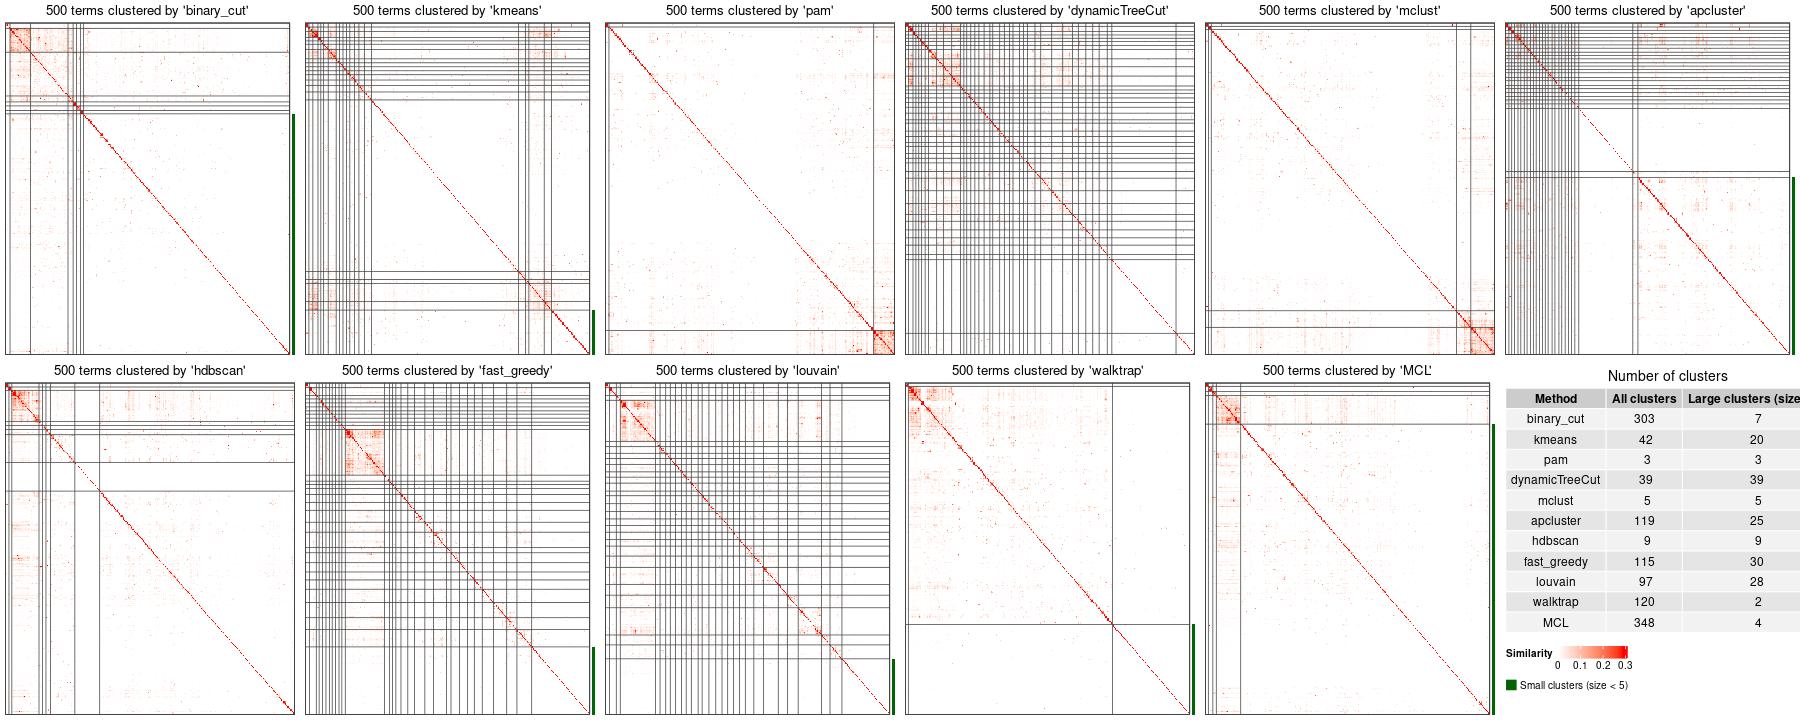 500 terms clustered by 'binary_cut'
500 terms clustered by 'kmeans'
500 terms clustered by 'pam'
500 terms clustered by 'dynamicTreeCut'
500 terms clustered by 'mclust'
500 terms clustered by 'apcluster'
500 terms clustered by 'hdbscan'
500 terms clustered by 'fast_greedy'
500 terms clustered by 'louvain'
500 terms clustered by 'walktrap'
500 terms clustered by 'MCL'
Number of clusters
Method All clusters Large clusters (size
binary_cut 303 7
kmeans 42 20
pam 3 3
dynamicTreeCut 39 39
mclust 5 5
apcluster 119 25
hdbscan 9 9
fast_greedy 115 30
louvain 97 28
walktrap 120 2
MCL 348 4
Similarity
0 0.1 0.2 0.3
Small clusters (size < 5)